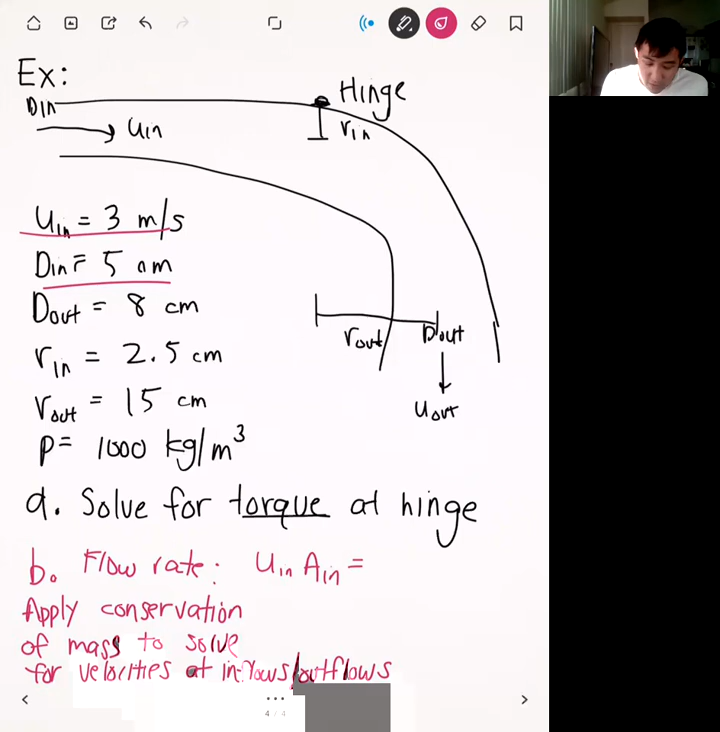 Ex:
Hinge
Din
uin
rin
uin = 3 m/s
Din = 5 cm
Dout = 8 cm
rout
Dout
rin = 2.5 cm
uout
rout = 15 cm
ρ= 1000 kg/m³
a. Solve for torque at hinge
b. Flow rate: uin Ain =
Apply conservation
of mass to solve
for velocities at inflows/outflows
4 / 4